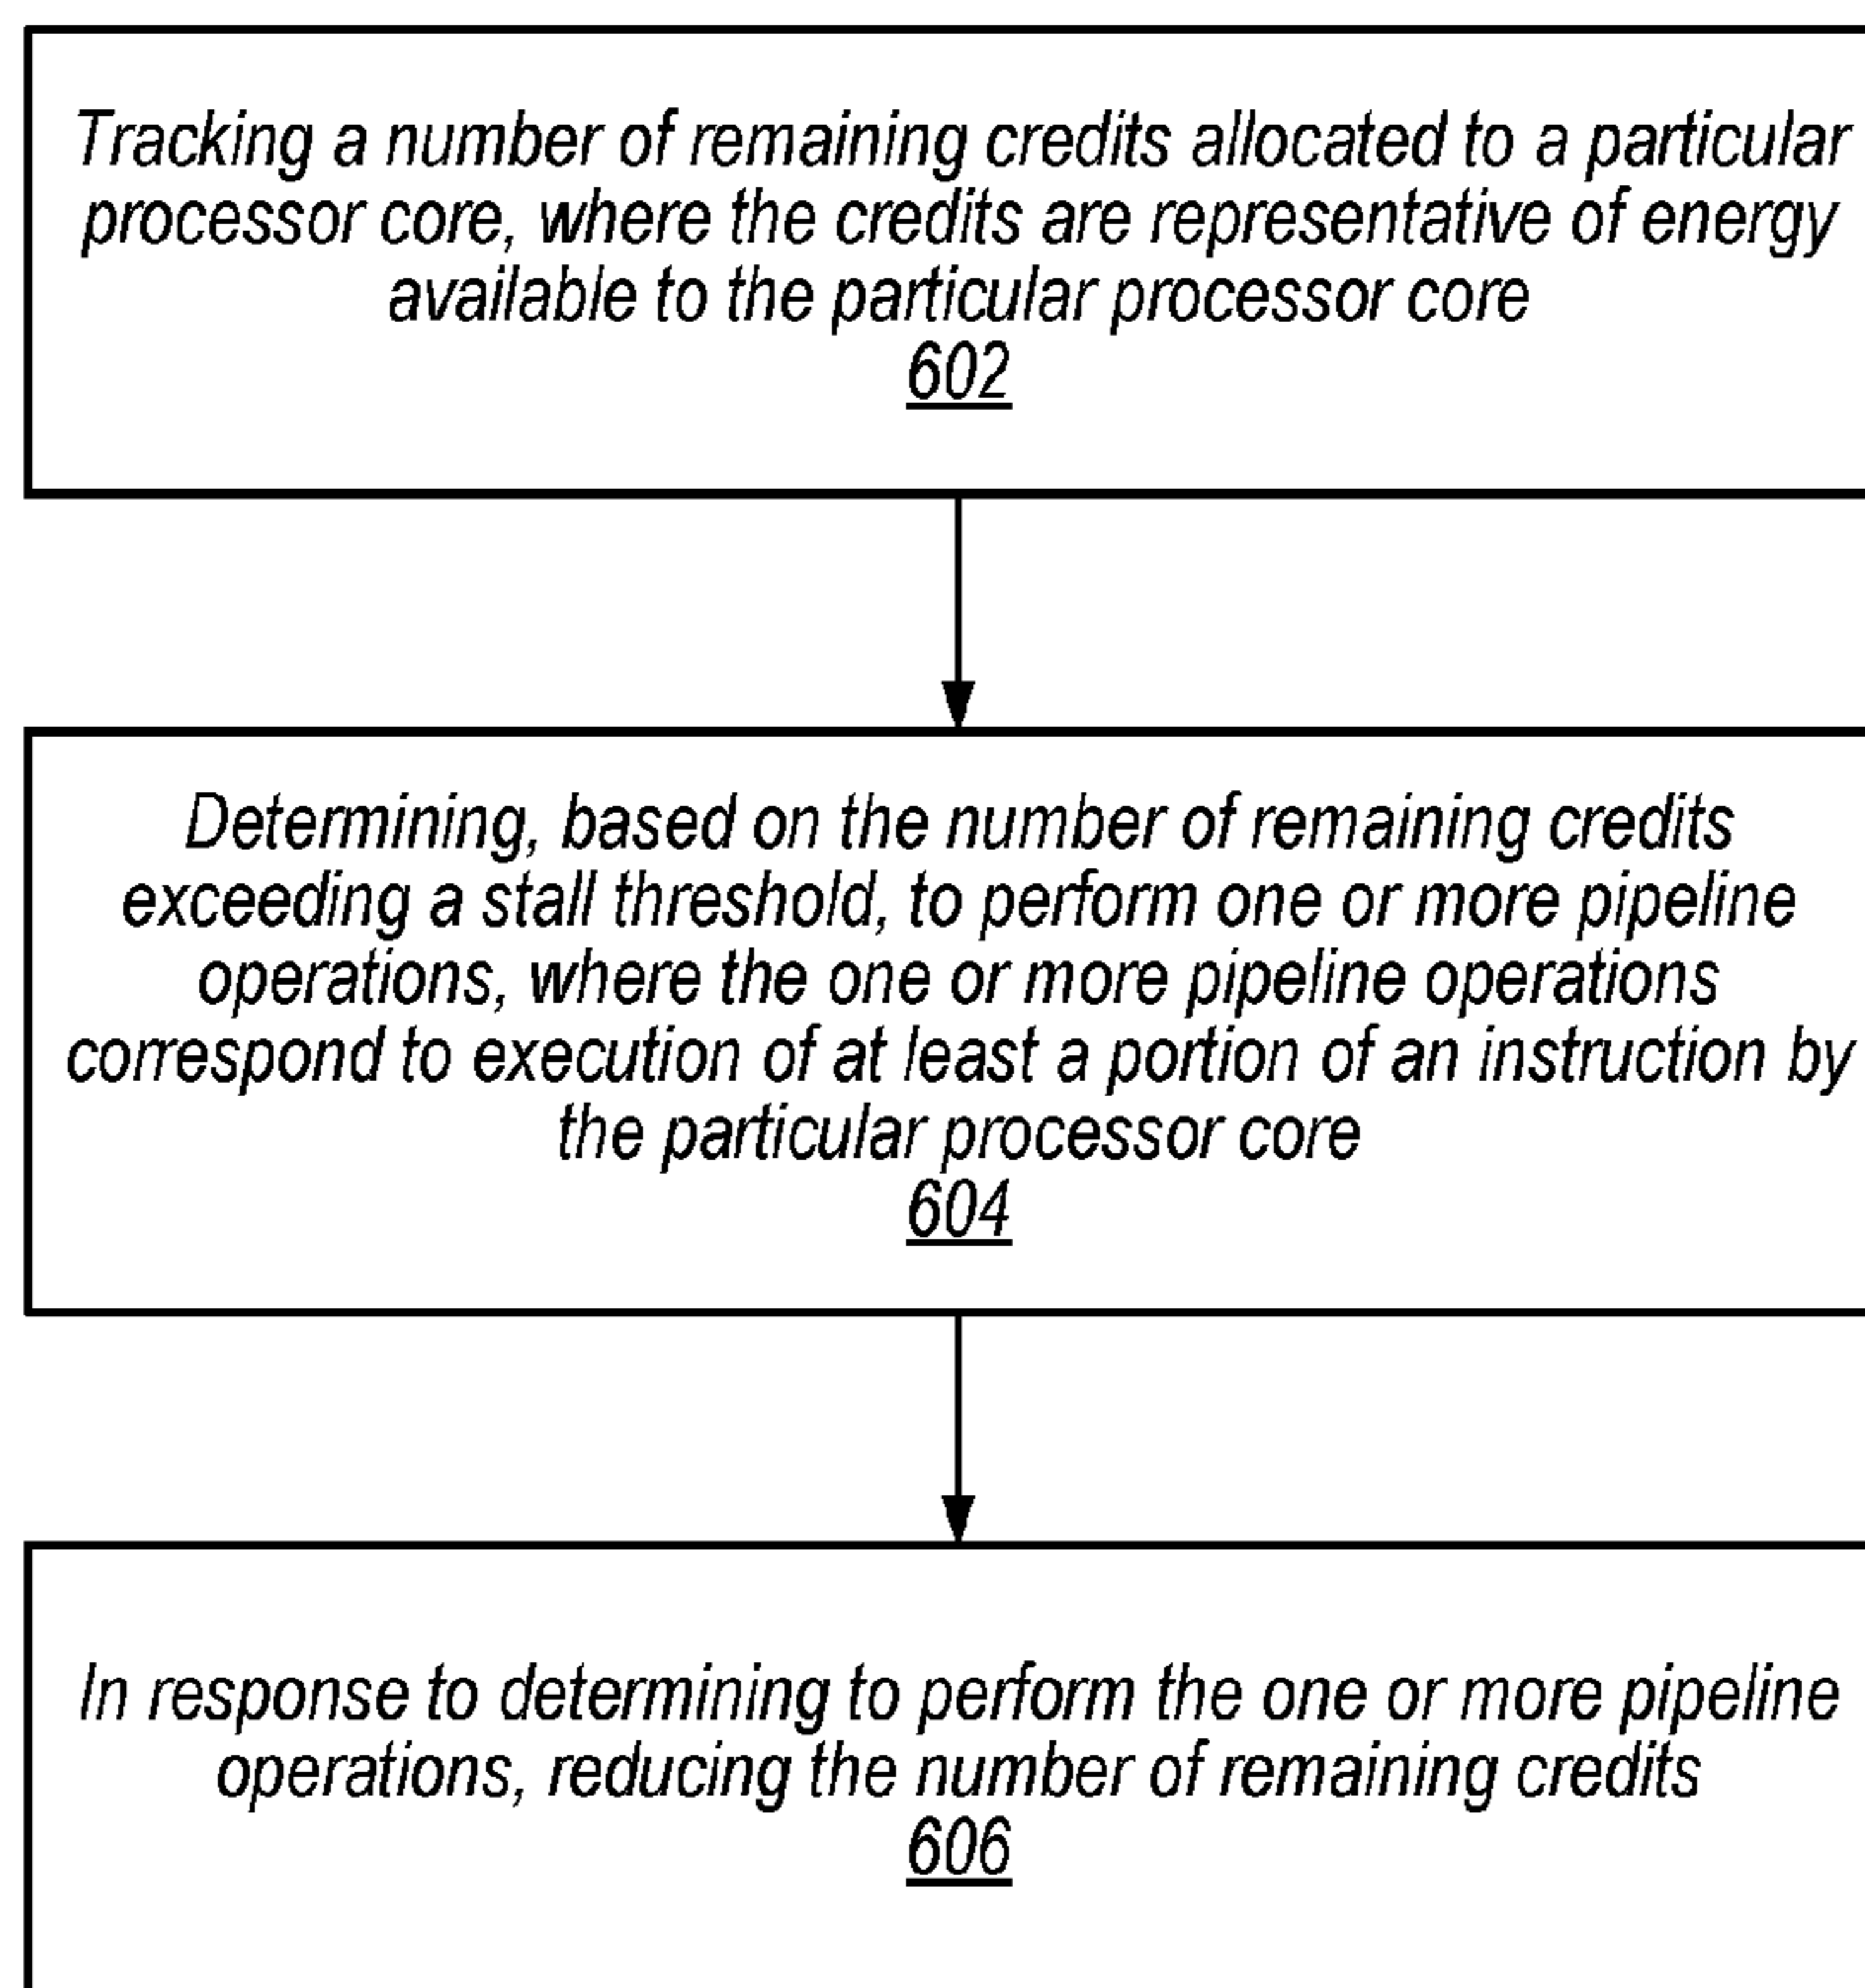 Tracking a number of remaining credits allocated to a particular
processor core, where the credits are representative of energy
available to the particular processor core
602
Determining, based on the number of remaining credits
exceeding a stall threshold, to perform one or more pipeline
operations, where the one or more pipeline operations
correspond to execution of at least a portion of an instruction by
the particular processor core
604
In response to determining to perform the one or more pipeline
operations, reducing the number of remaining credits
606